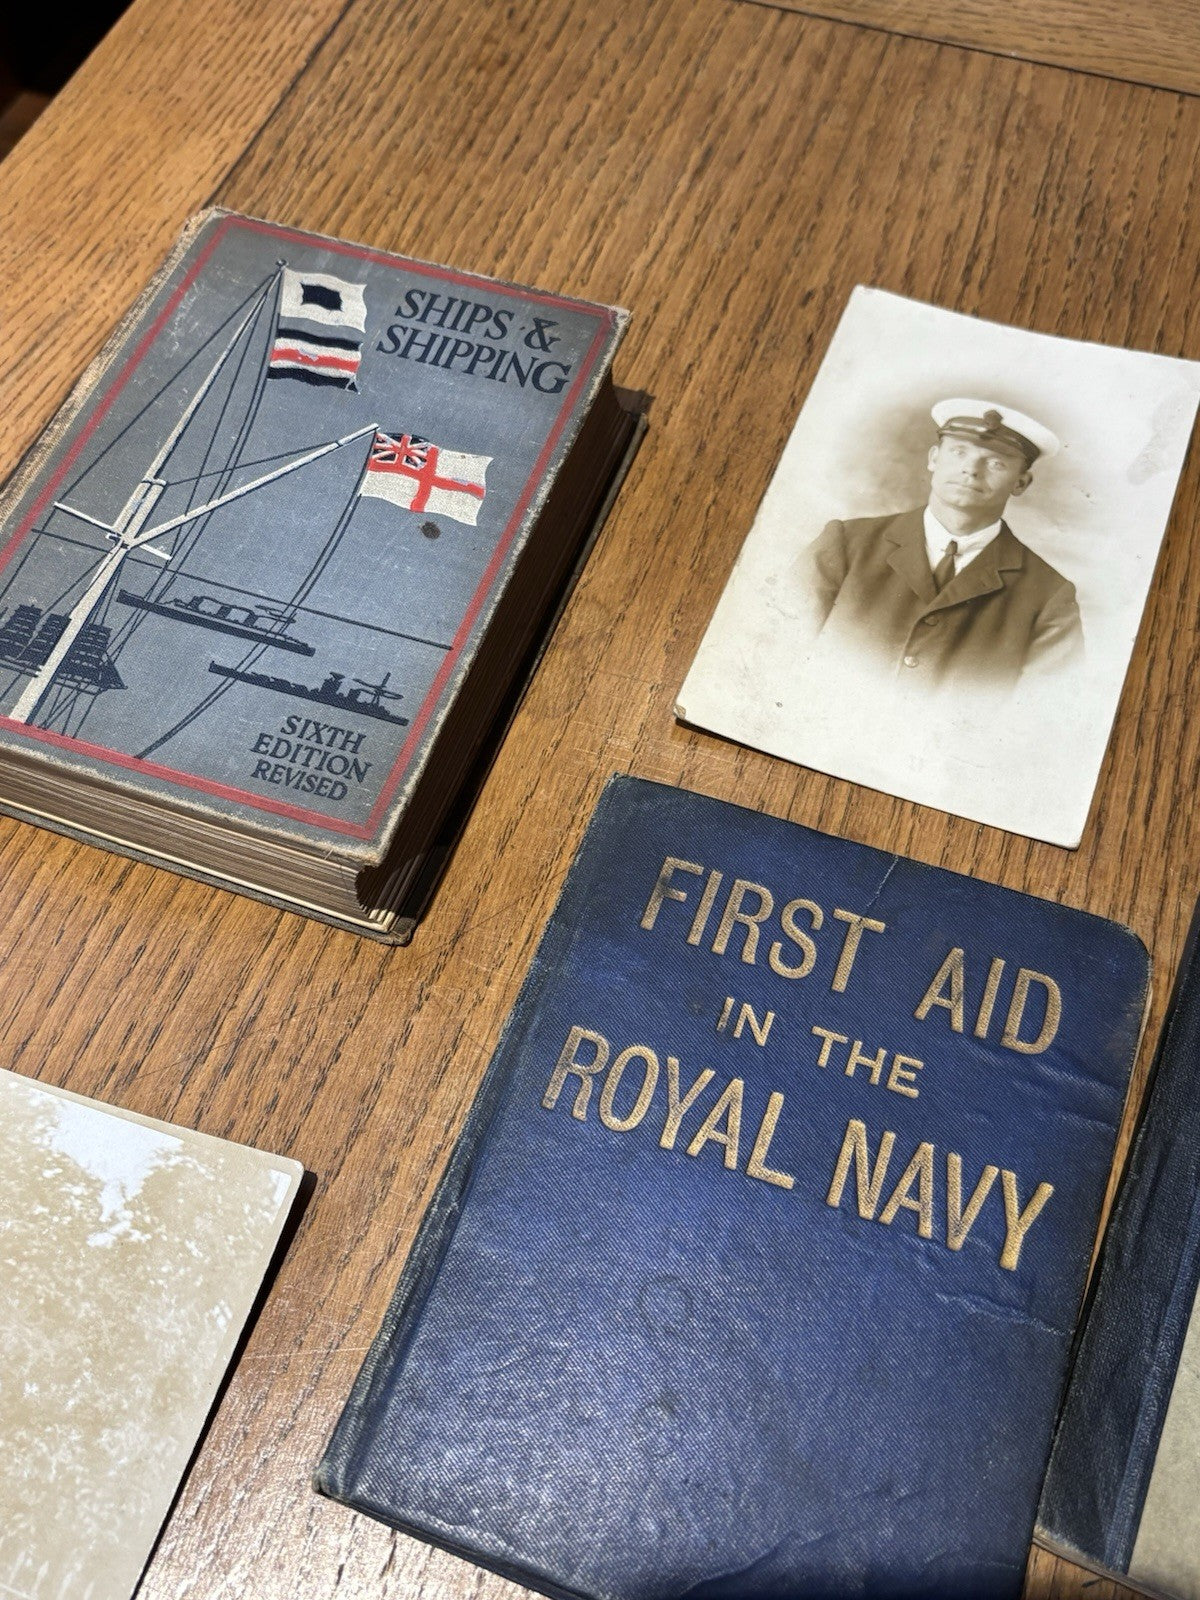 SHIPS &
SHIPPING
SIXTH
EDITION
REVISED
FIRST AID
IN THE
ROYAL NAVY